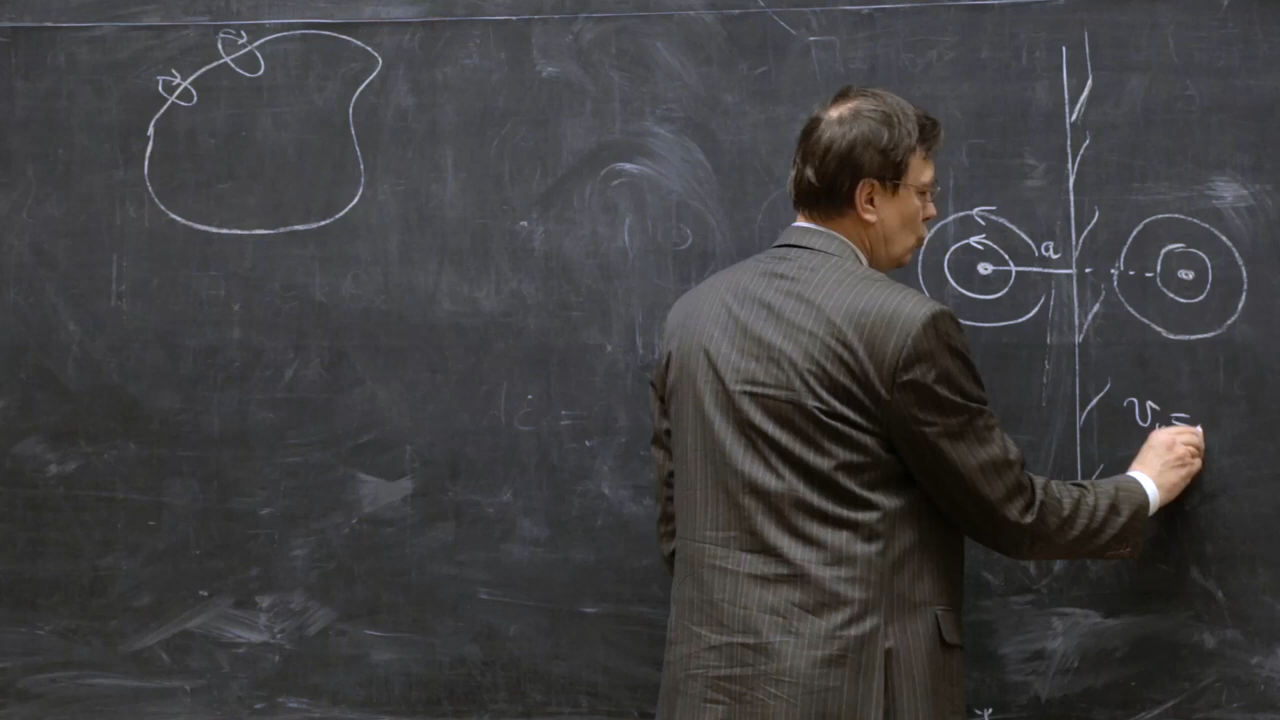 a
v =